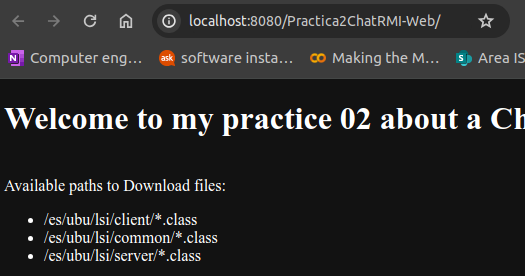 localhost:8080/Practica2ChatRMI-Web/
N Computer eng… ask software insta… Making the M… S Area IS
Welcome to my practice 02 about a Ch
Available paths to Download files:
• /es/ubu/lsi/client/*.class
• /es/ubu/lsi/common/*.class
• /es/ubu/lsi/server/*.class